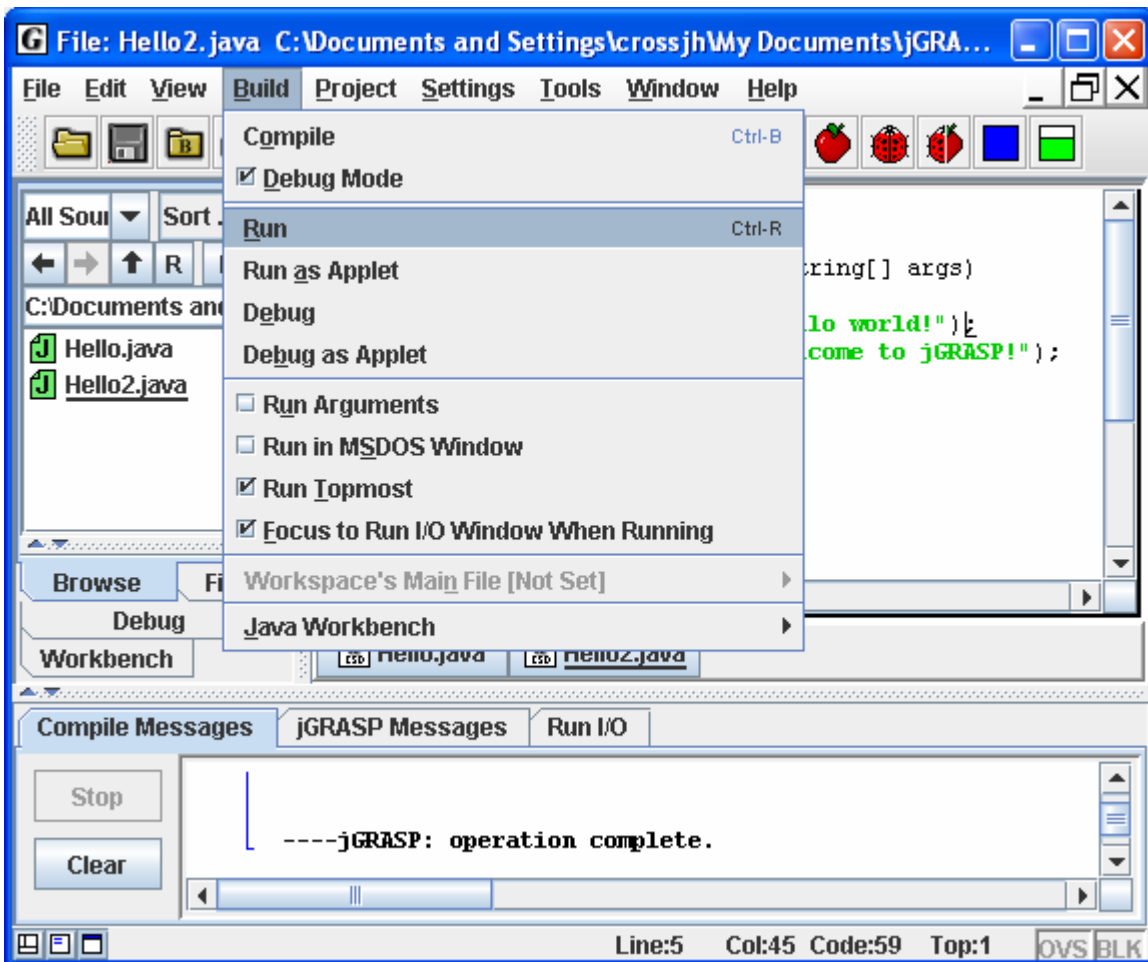 File: Hello2.java C:\Documents and Settings\crossjh\My Documents\jGRA...
File Edit View Build Project Settings Tools Window Help
B
Compile Ctrl-B
Debug Mode
All Sour Sort .
Run Ctrl-R
R
Run as Applet
tring[] args)
C:\Documents and
Debug
lo world!");
Hello.java
Debug as Applet
come to jGRASP!");
Hello2.java
Run Arguments
Run in MSDOS Window
Run Topmost
Focus to Run I/O Window When Running
Browse Fi
Workspace's Main File [Not Set]
Debug
Java Workbench
Workbench
Hello.java Hello2.java
Compile Messages jGRASP Messages Run I/O
Stop
----jGRASP: operation complete.
Clear
Line:5 Col:45 Code:59 Top:1 OVS BLK